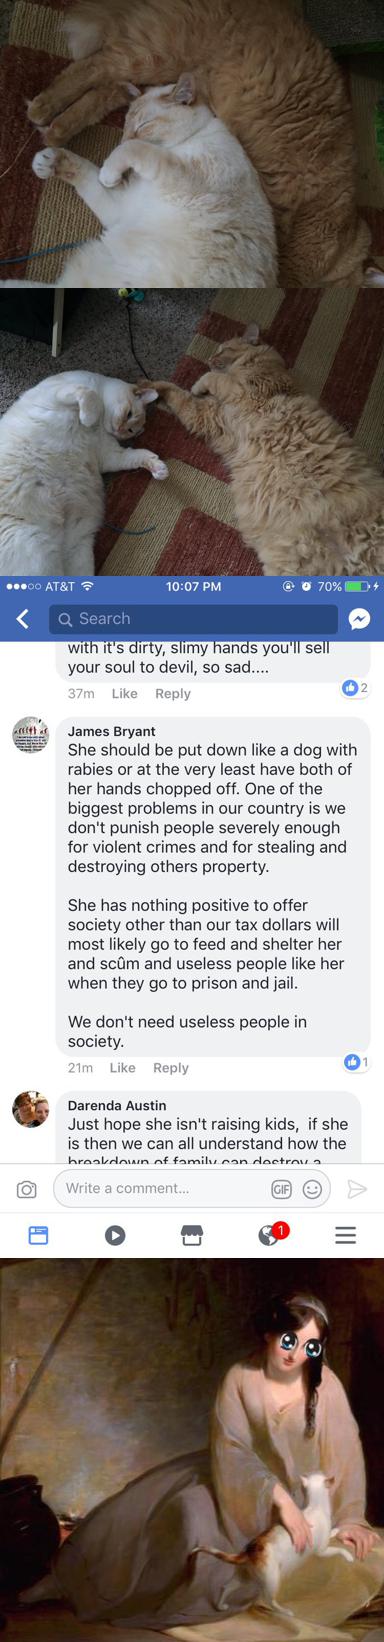 AT&T 10:07 PM 70%
Search
with it's dirty, slimy hands you'll sell
your soul to devil, so sad....
37m Like Reply 2
James Bryant
She should be put down like a dog with
rabies or at the very least have both of
her hands chopped off. One of the
biggest problems in our country is we
don't punish people severely enough
for violent crimes and for stealing and
destroying others property.
She has nothing positive to offer
society other than our tax dollars will
most likely go to feed and shelter her
and scûm and useless people like her
when they go to prison and jail.
We don't need useless people in
society.
21m Like Reply 1
Darenda Austin
Just hope she isn't raising kids,  if she
is then we can all understand how the
breakdown of family can destroy a
Write a comment... GIF
1